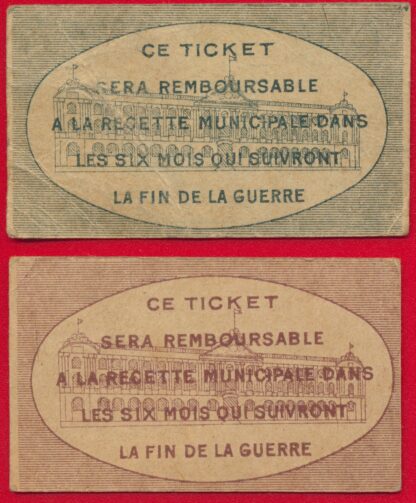 CE TICKET
SERA REMBOURSABLE
A LA RECETTE MUNICIPALE DANS
LES SIX MOIS QUI SUIVRONT
LA FIN DE LA GUERRE
CE TICKET
SERA REMBOURSABLE
A LA RECETTE MUNICIPALE DANS
LES SIX MOIS QUI SUIVRONT
LA FIN DE LA GUERRE